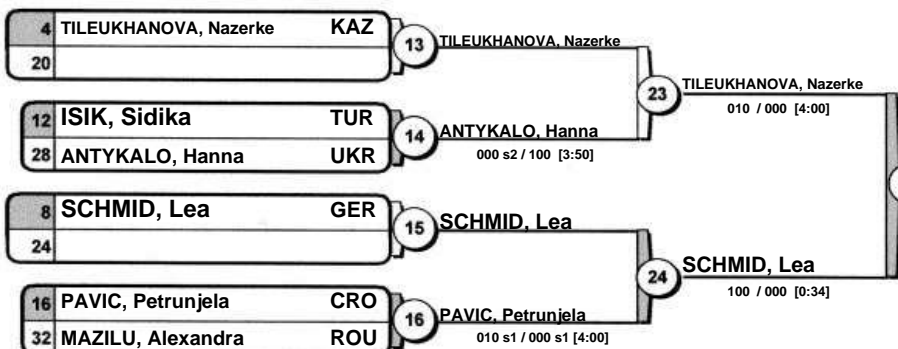 4 TILEUKHANOVA, Nazerke KAZ
20
13
TILEUKHANOVA, Nazerke
12 ISIK, Sidika TUR
28 ANTYKALO, Hanna UKR
14
ANTYKALO, Hanna
000 s2 / 100 [3:50]
23
TILEUKHANOVA, Nazerke
010 / 000 [4:00]
8 SCHMID, Lea GER
24
15
SCHMID, Lea
16 PAVIC, Petrunjela CRO
32 MAZILU, Alexandra ROU
16
PAVIC, Petrunjela
010 s1 / 000 s1 [4:00]
24
SCHMID, Lea
100 / 000 [0:34]